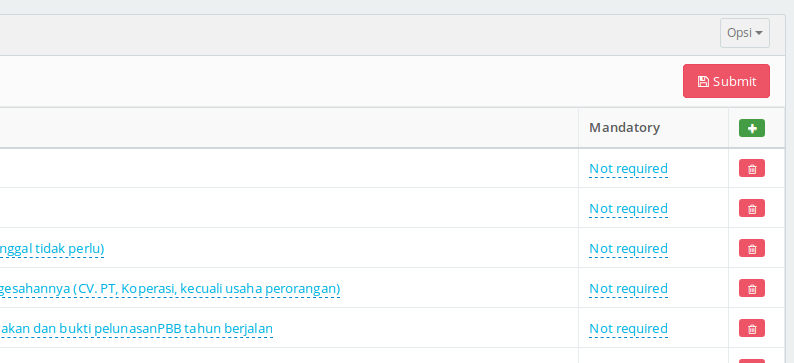 Opsi
Submit
Mandatory
Not required
Not required
nggal tidak perlu) Not required
gesahannya (CV. PT, Koperasi, kecuali usaha perorangan) Not required
akan dan bukti pelunasanPBB tahun berjalan Not required